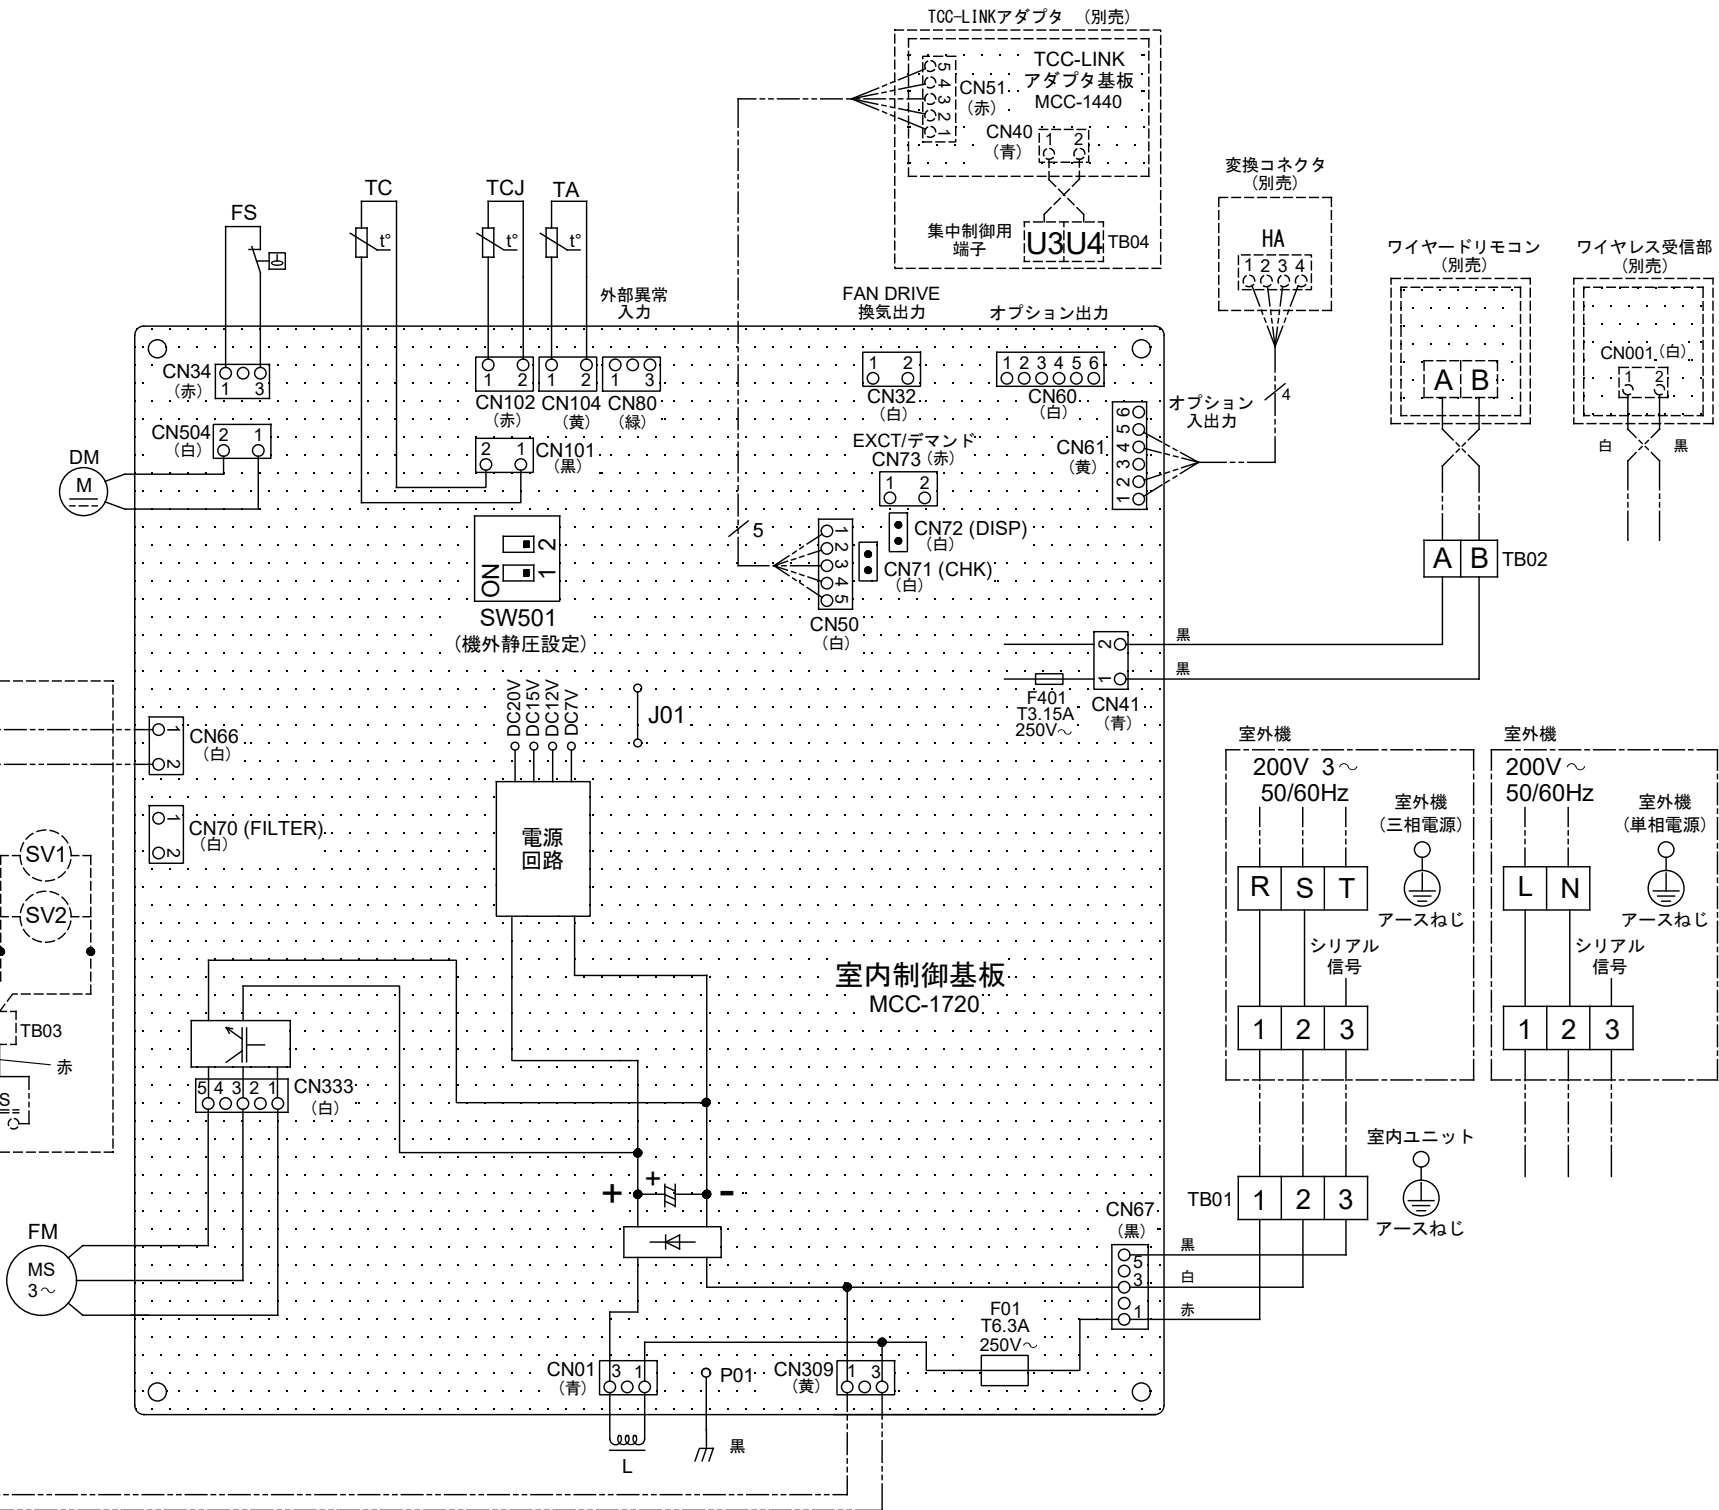 TCC-LINKアダプタ （別売）
TCC-LINK
アダプタ基板
MCC-1440
5 4 3 2 1
CN51
（赤）
CN40
（青）
1 2
集中制御用
端子
U3 U4
TB04
変換コネクタ
（別売）
HA
1 2 3 4
ワイヤードリモコン
（別売）
A B
ワイヤレス受信部
（別売）
CN001（白）
1 2
白
黒
FS
TC
t°
TCJ
t°
TA
t°
外部異常
入力
FAN DRIVE
換気出力
オプション出力
CN34
（赤）
1 3
1 2
CN102
（赤）
1 2
CN104
（黄）
1 3
CN80
（緑）
1 2
CN32
（白）
1 2 3 4 5 6
CN60
（白）
オプション
入出力
4
CN61
（黄）
6 5 4 3 2 1
CN504
（白）
2 1
DM
M
2 1
CN101
（黒）
EXCT/デマンド
CN73（赤）
1 2
CN72 (DISP)
（白）
CN71 (CHK)
（白）
5
1 2 3 4 5
CN50
（白）
ON
1 2
SW501
（機外静圧設定）
A B
TB02
2 1
黒
黒
CN41
（青）
F401
T3.15A
250V～
DC20V
DC15V
DC12V
DC7V
J01
電源
回路
1
2
CN66
（白）
1
2
CN70 (FILTER)
（白）
SV1
SV2
TB03
赤
S
室内制御基板
MCC-1720
5 4 3 2 1
CN333
（白）
FM
MS
3～
+
+
-
室外機
200V 3～
50/60Hz
室外機
（三相電源）
R S T
アースねじ
シリアル
信号
1 2 3
室外機
200V～
50/60Hz
室外機
（単相電源）
L N
アースねじ
シリアル
信号
1 2 3
室内ユニット
TB01
1 2 3
アースねじ
CN67
（黒）
5
3
1
黒
白
赤
F01
T6.3A
250V～
CN01
（青）
3 1
P01
CN309
（黄）
1 3
黒
L